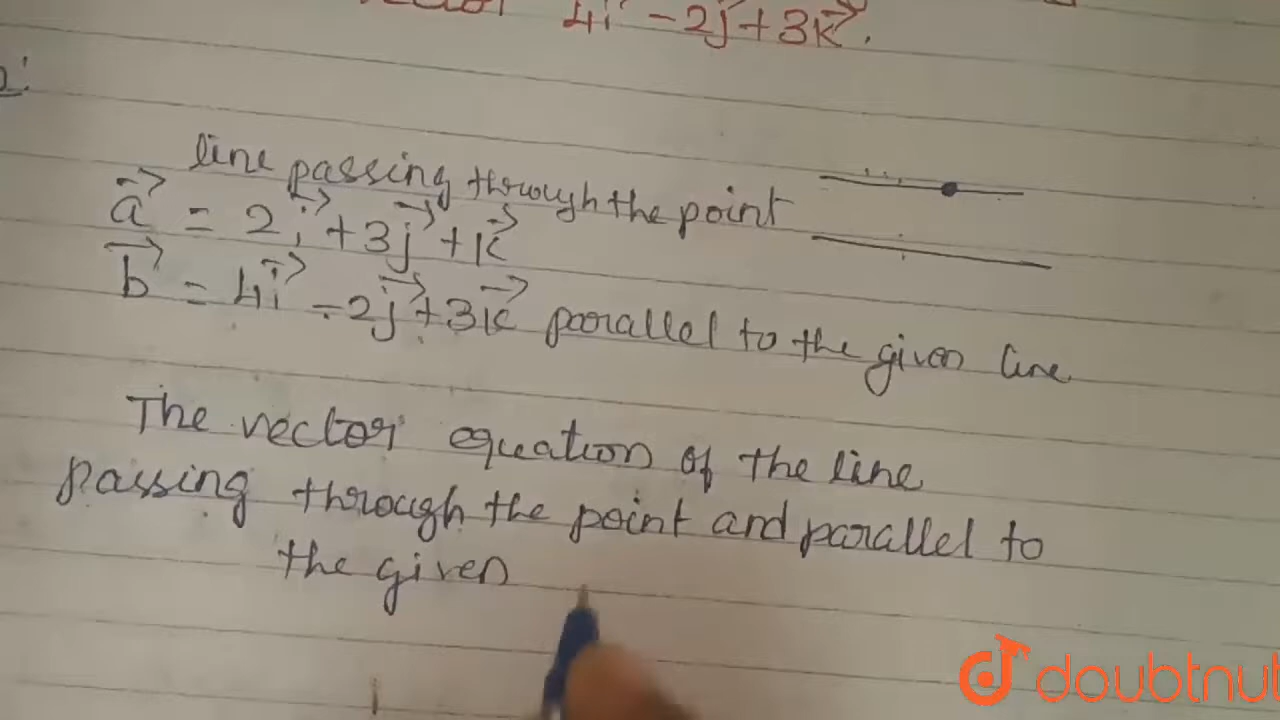 4i⃗ - 2j⃗ + 3k⃗.
line passing through the point
a⃗ = 2i⃗ + 3j⃗ + k⃗
b⃗ = 4i⃗ - 2j⃗ + 3k⃗ parallel to the given line
The vector equation of the line
passing through the point and parallel to
the given
doubtnut